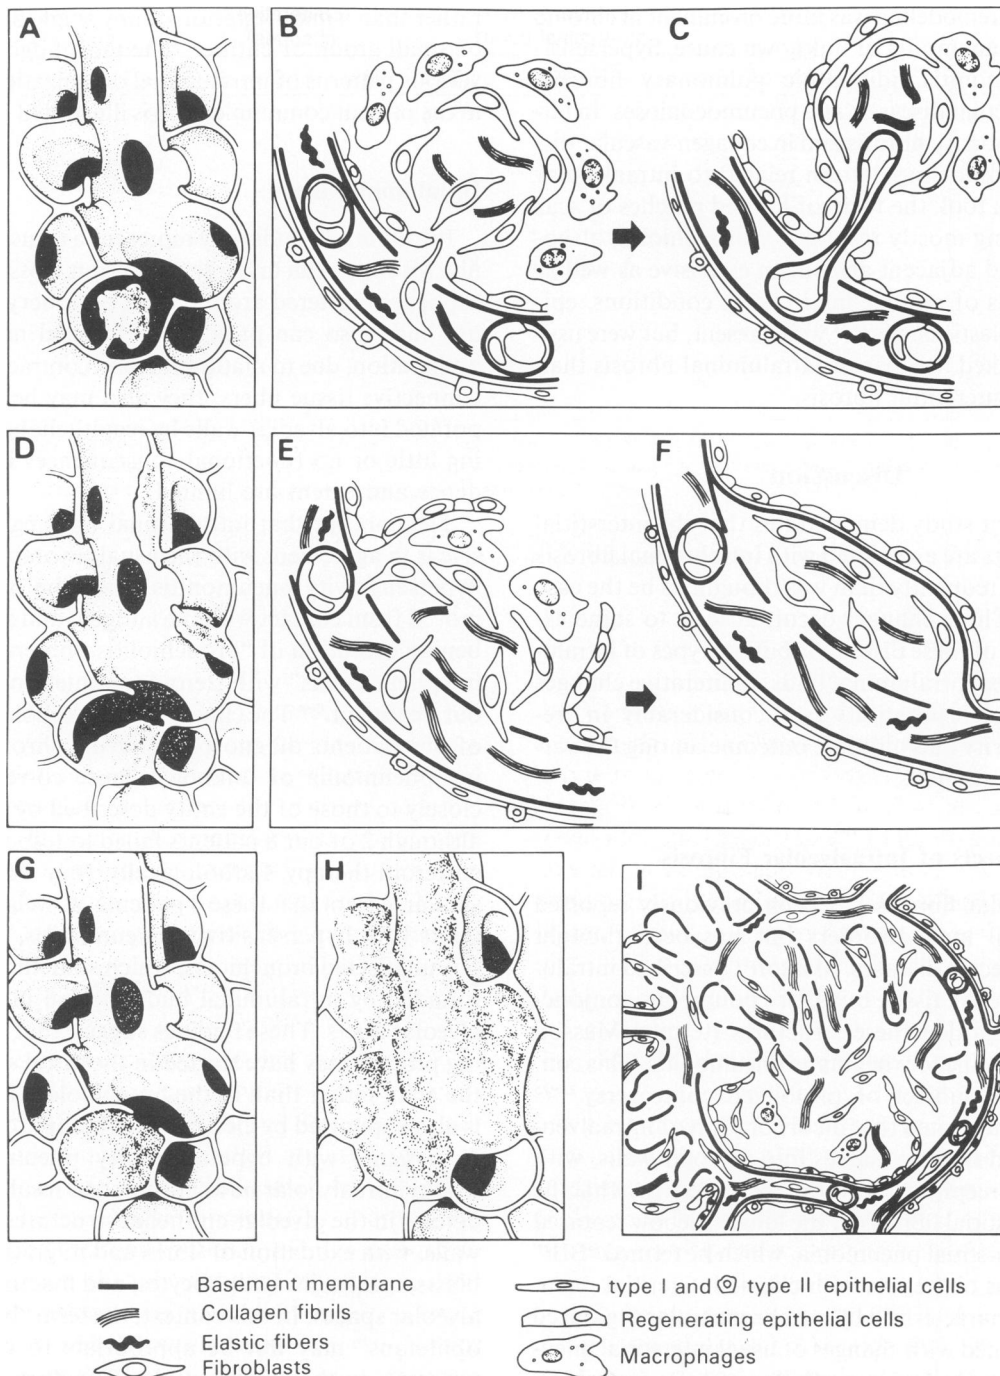 A
B
C
D
E
F
G
H
I
Basement membrane
Collagen fibrils
Elastic fibers
Fibroblasts
type I and type II epithelial cells
Regenerating epithelial cells
Macrophages